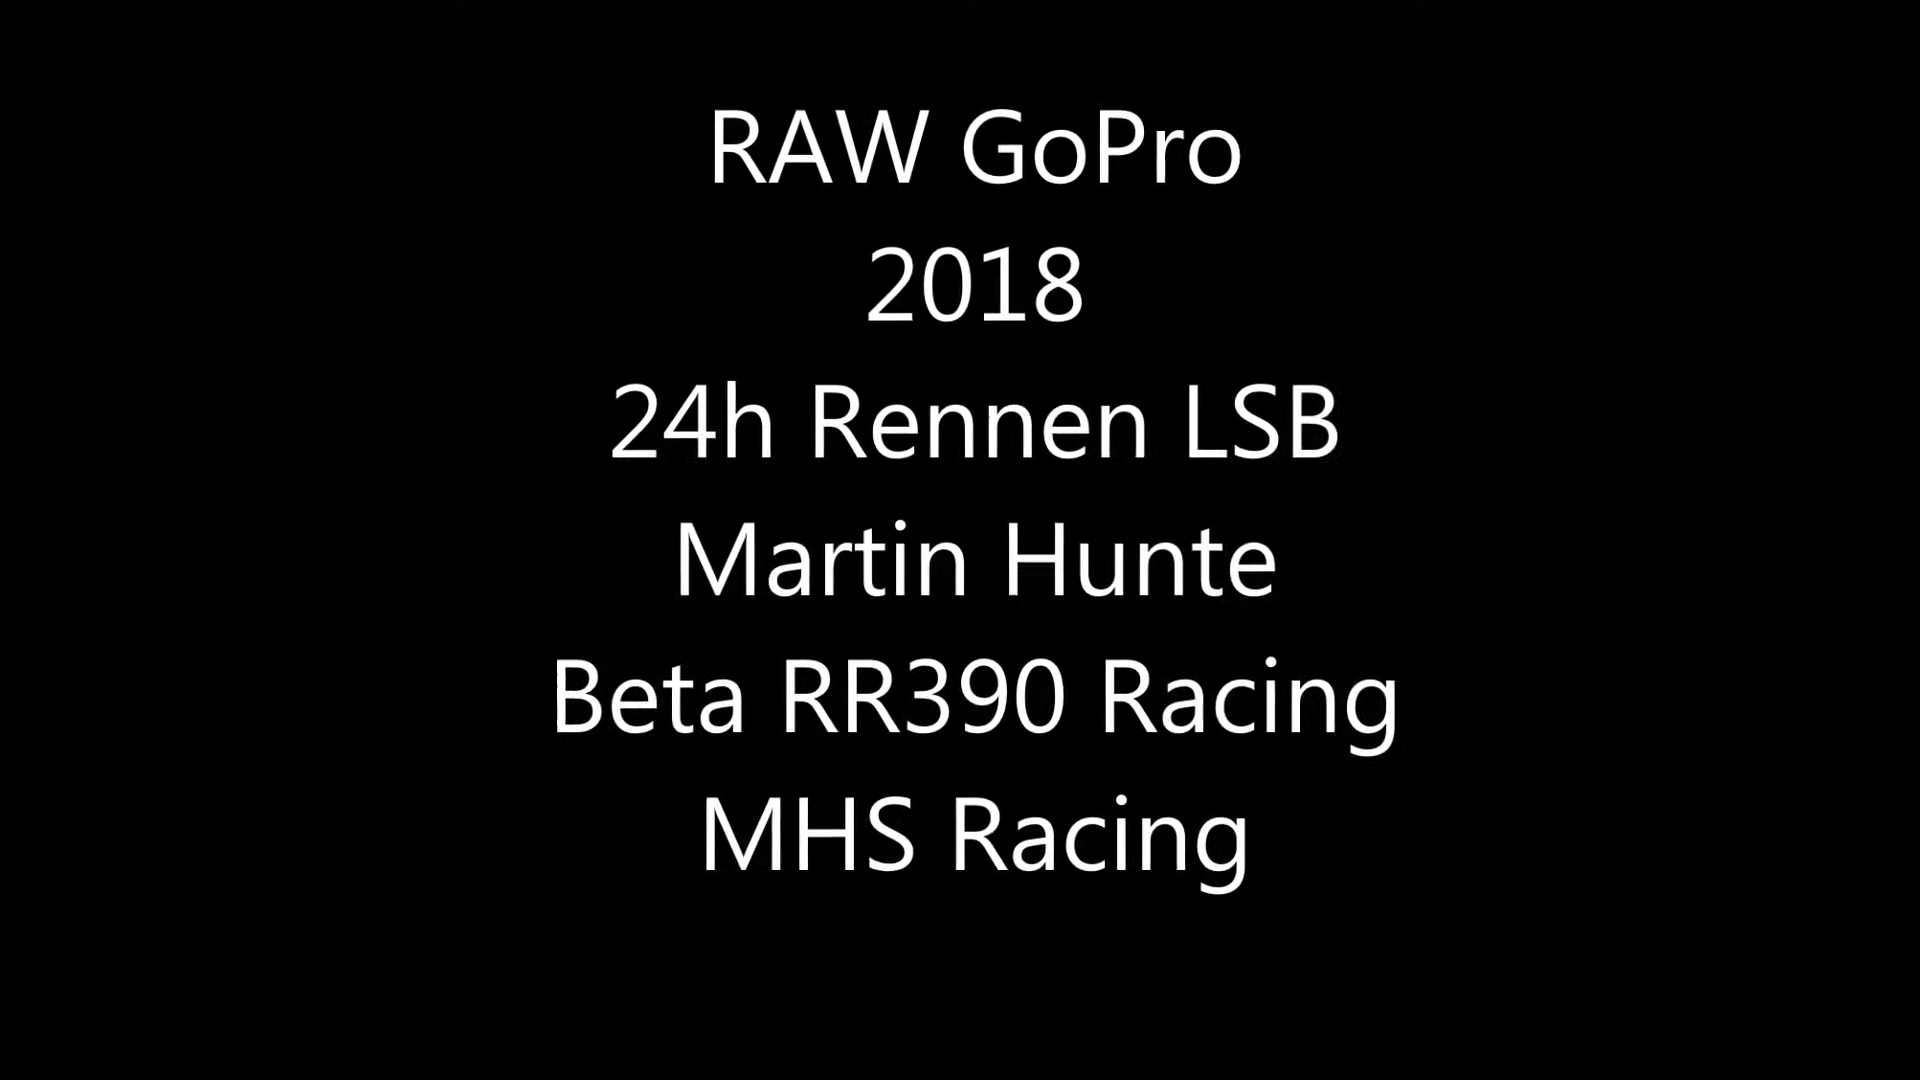 RAW GoPro
2018
24h Rennen LSB
Martin Hunte
Beta RR390 Racing
MHS Racing